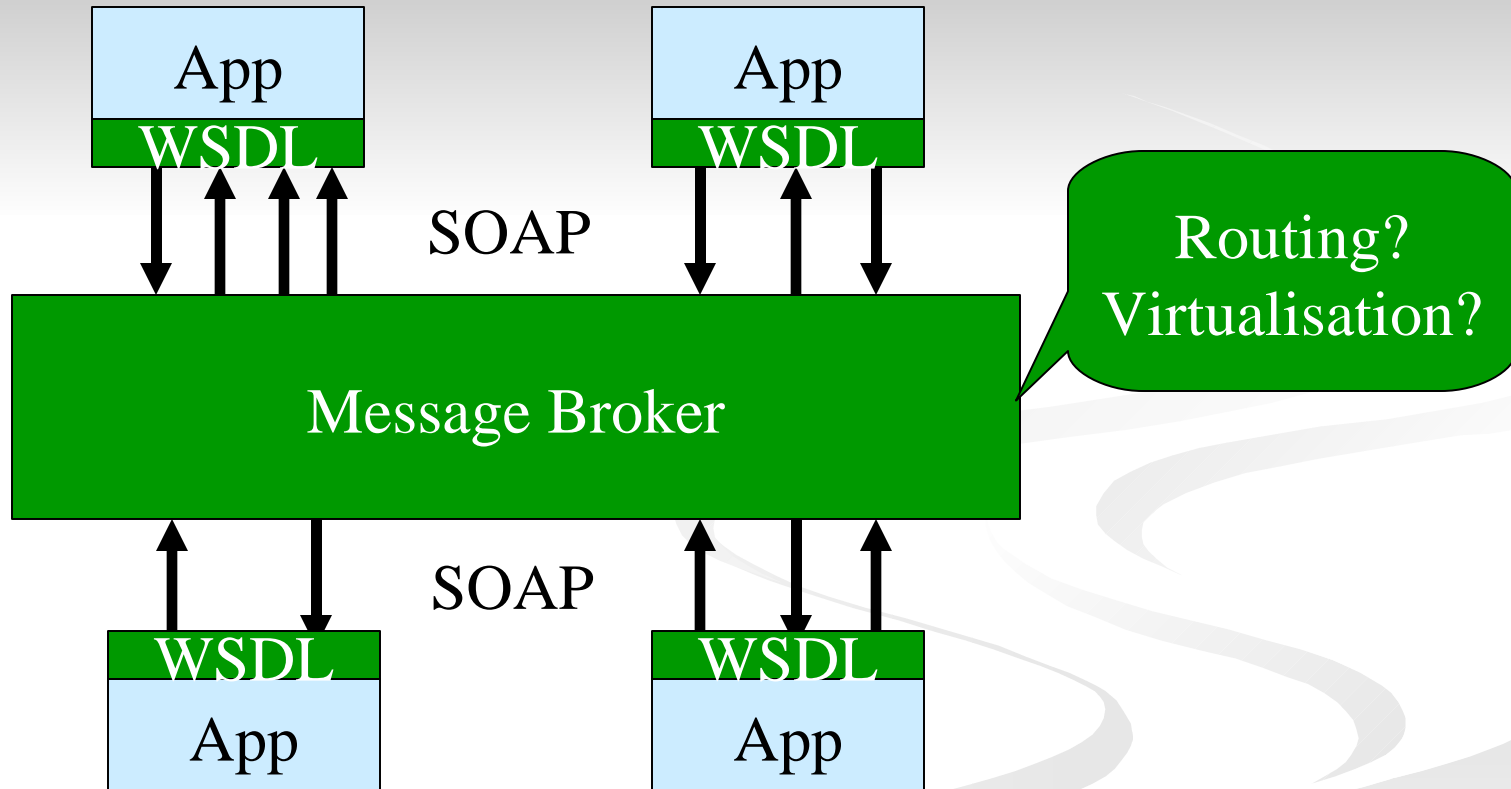 App
App
WSDL
WSDL
SOAP
Routing?
Virtualisation?
Message Broker
SOAP
WSDL
WSDL
App
App